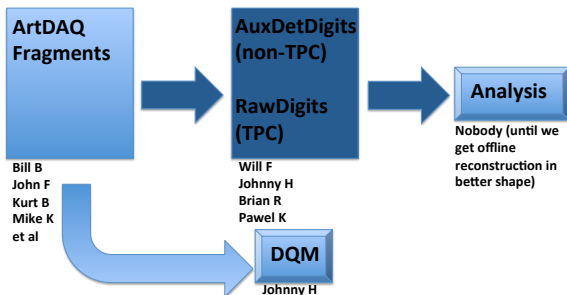 ArtDAQ
Fragments
Bill B
John F
Kurt B
Mike K
et al
AuxDetDigits
(non-TPC)
RawDigits
(TPC)
Will F
Johnny H
Brian R
Pawel K
Analysis
Nobody (until we
get offline
reconstruction in
better shape)
DQM
Johnny H